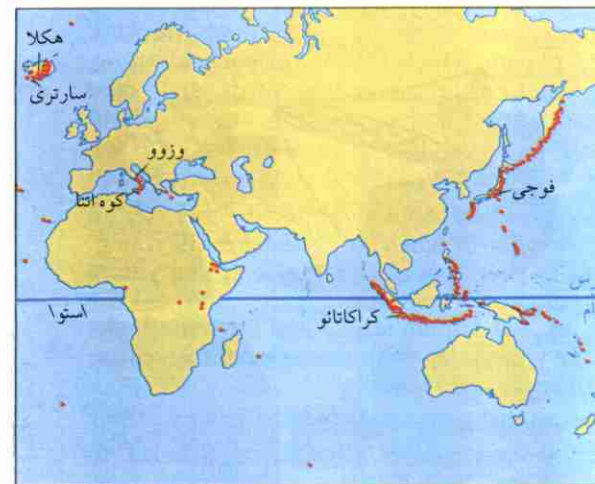 هکلا
سارتزی
وزوو
کوه اتنا
فوجی
استوا
کراکاتائو